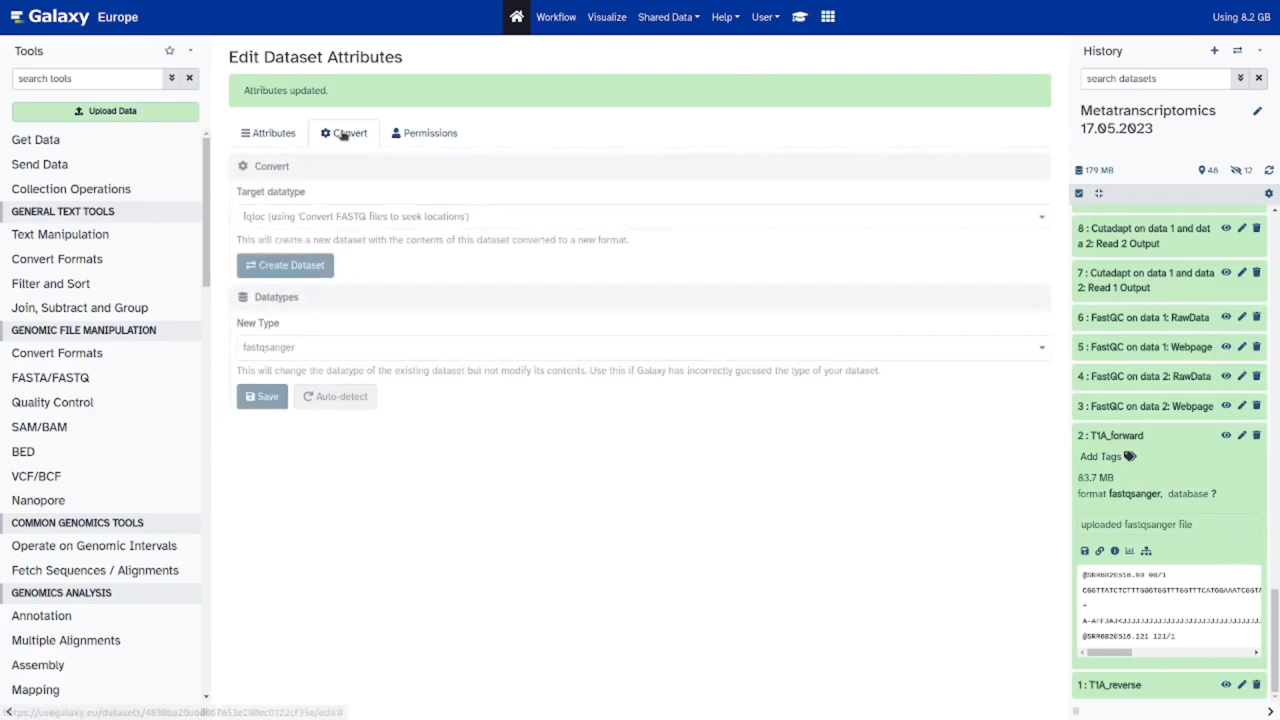 Galaxy Europe
Workflow
Visualize
Shared Data
Help
User
Using 8.2 GB
Tools
search tools
Upload Data
Get Data
Send Data
Collection Operations
GENERAL TEXT TOOLS
Text Manipulation
Convert Formats
Filter and Sort
Join, Subtract and Group
GENOMIC FILE MANIPULATION
Convert Formats
FASTA/FASTQ
Quality Control
SAM/BAM
BED
VCF/BCF
Nanopore
COMMON GENOMICS TOOLS
Operate on Genomic Intervals
Fetch Sequences / Alignments
GENOMICS ANALYSIS
Annotation
Multiple Alignments
Assembly
Mapping
Edit Dataset Attributes
Attributes updated.
Attributes
Convert
Permissions
Convert
Target datatype
fqtoc (using 'Convert FASTQ files to seek locations')
This will create a new dataset with the contents of this dataset converted to a new format.
Create Dataset
Datatypes
New Type
fastqsanger
This will change the datatype of the existing dataset but not modify its contents. Use this if Galaxy has incorrectly guessed the type of your dataset.
Save
Auto-detect
History
search datasets
Metatranscriptomics
17.05.2023
179 MB
46
12
8 : Cutadapt on data 1 and dat
a 2: Read 2 Output
7 : Cutadapt on data 1 and data
2: Read 1 Output
6 : FastQC on data 1: RawData
5 : FastQC on data 1: Webpage
4 : FastQC on data 2: RawData
3 : FastQC on data 2: Webpage
2 : T1A_forward
Add Tags
83.7 MB
format fastqsanger, database ?
uploaded fastqsanger file
@SRR6820516.90 90/1
+
@SRR6820516.121 121/1
1 : T1A_reverse